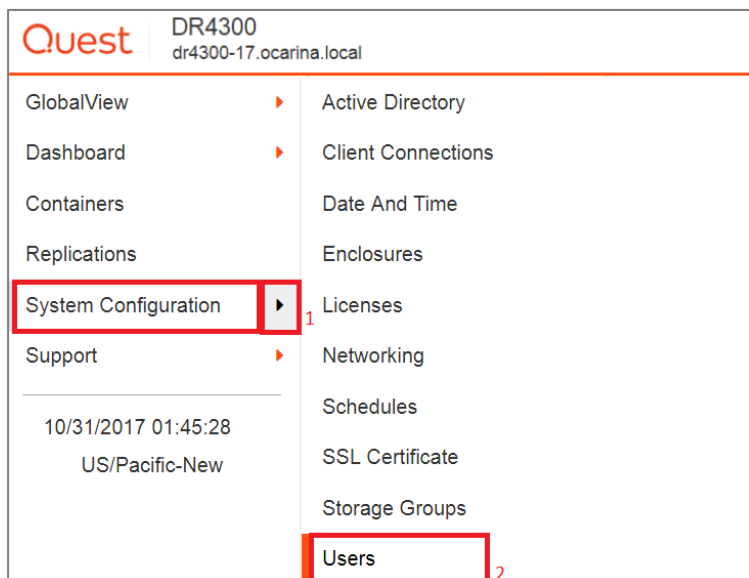 Quest
DR4300
dr4300-17.ocarina.local
GlobalView
Dashboard
Containers
Replications
System Configuration
1
Support
10/31/2017 01:45:28
US/Pacific-New
Active Directory
Client Connections
Date And Time
Enclosures
Licenses
Networking
Schedules
SSL Certificate
Storage Groups
Users
2